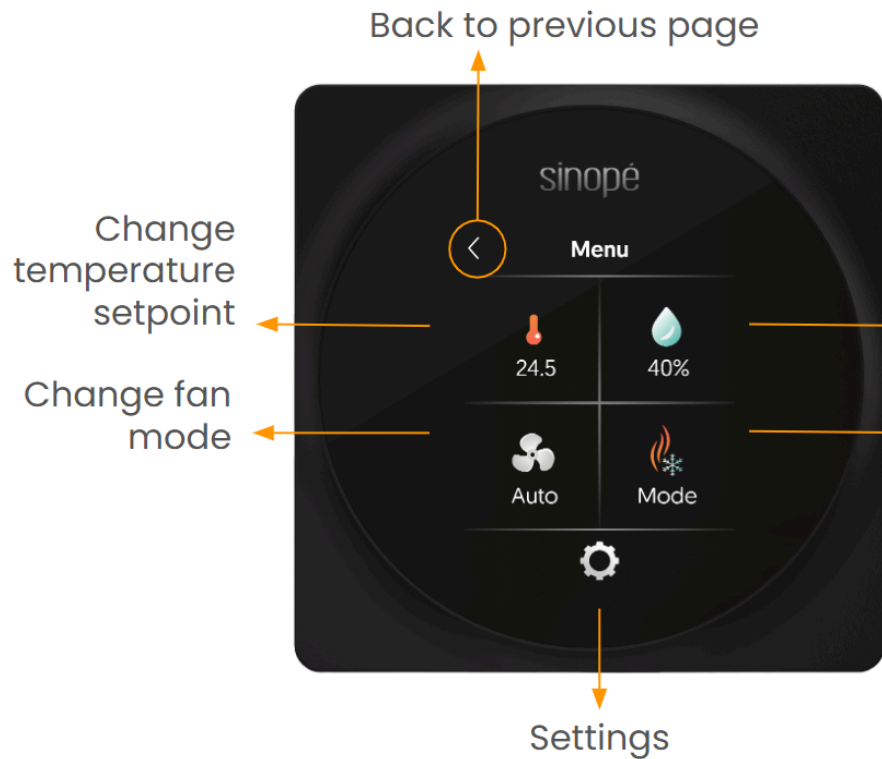 Back to previous page
sinopé
Menu
Change
temperature
setpoint
24.5
40%
Change fan
mode
Auto
Mode
Settings